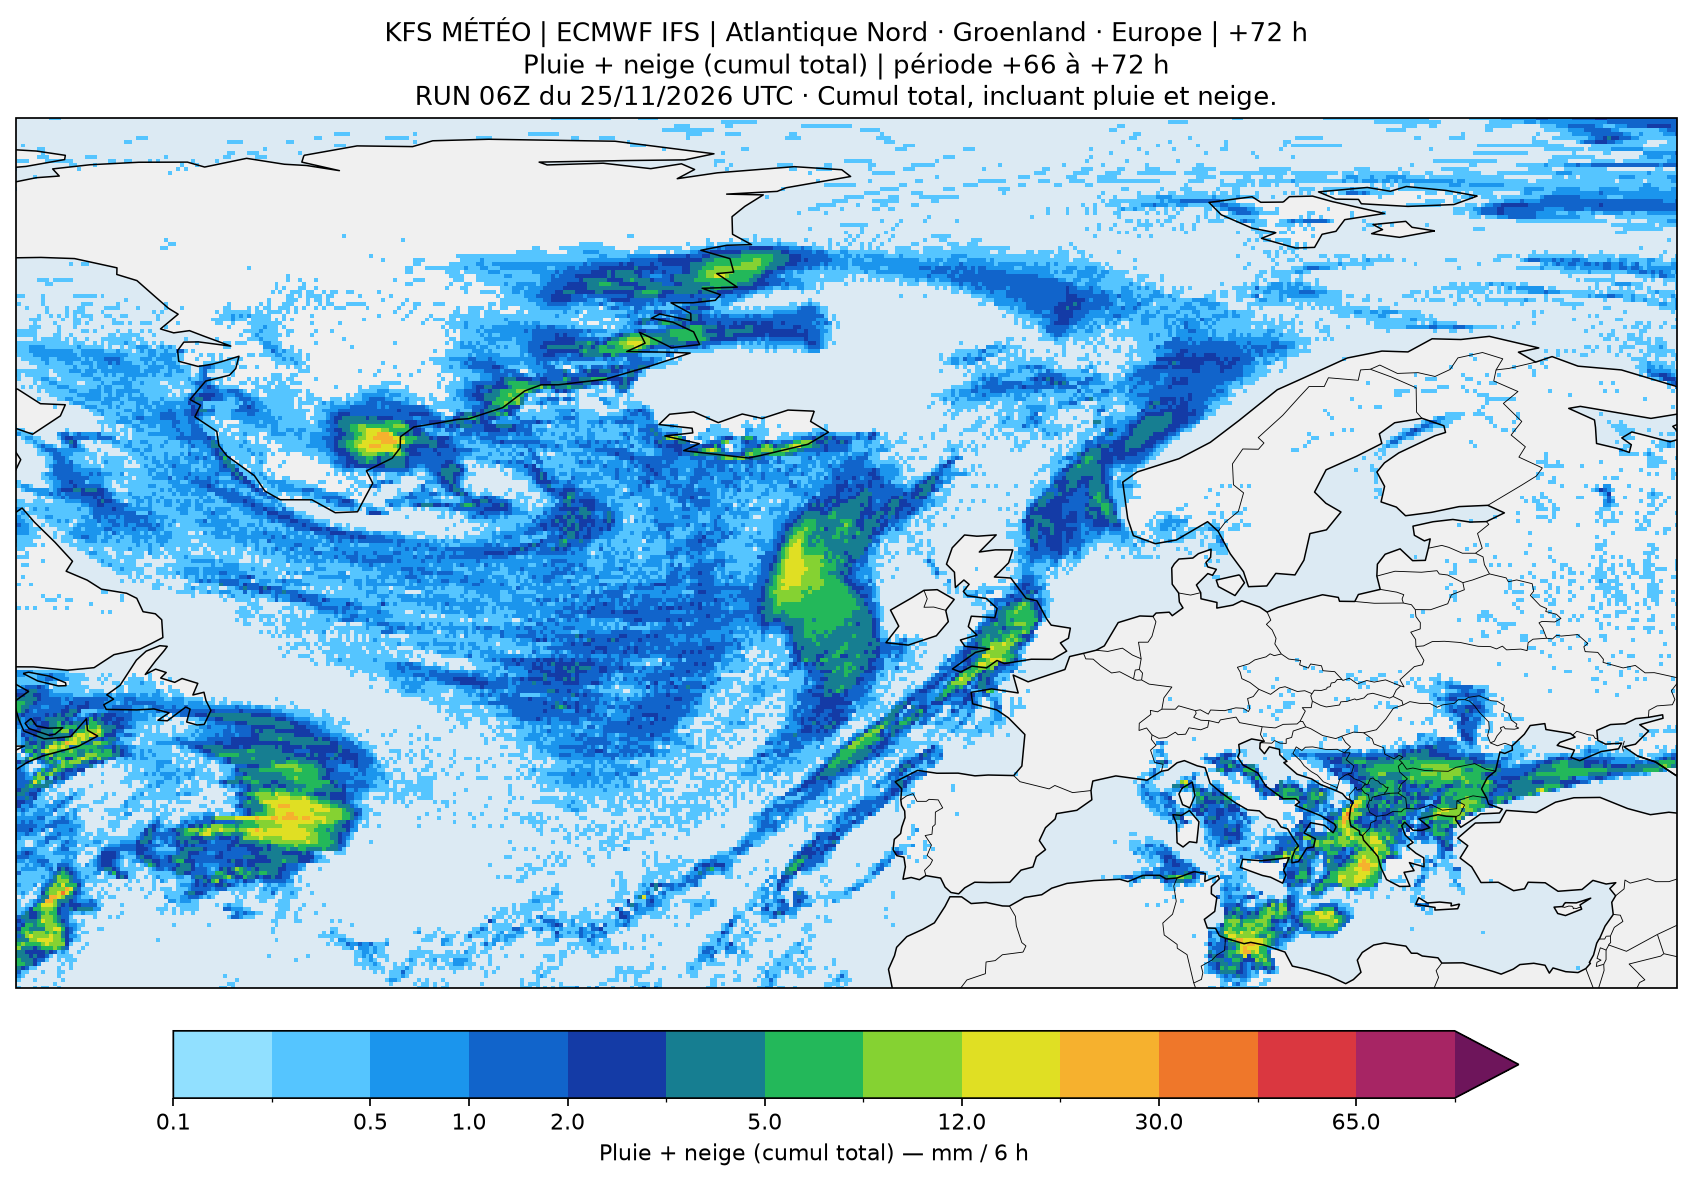 KFS MÉTÉO | ECMWF IFS | Atlantique Nord · Groenland · Europe | +72 h
Pluie + neige (cumul total) | période +66 à +72 h
RUN 06Z du 25/11/2026 UTC · Cumul total, incluant pluie et neige.
0.1 0.5 1.0 2.0 5.0 12.0 30.0 65.0
Pluie + neige (cumul total) — mm / 6 h